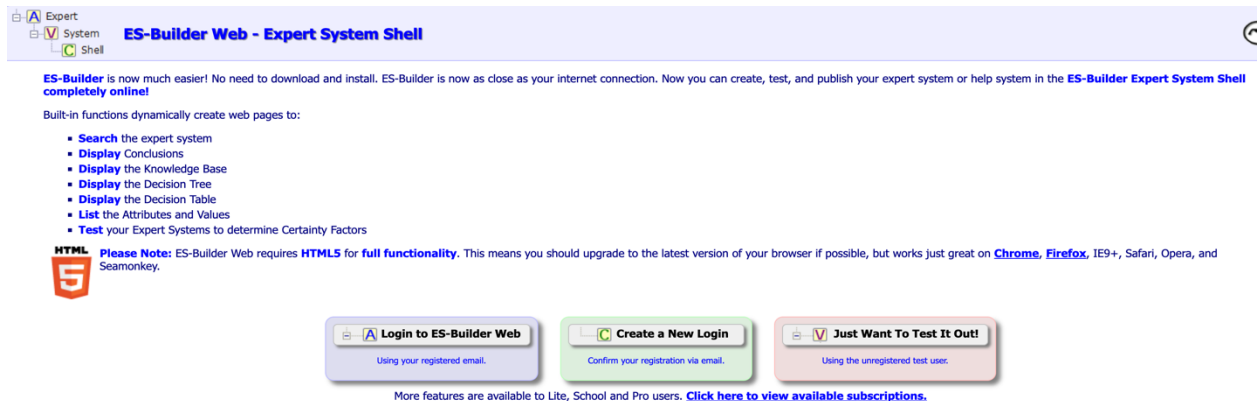 A Expert
V System
C Shell
ES-Builder Web - Expert System Shell
ES-Builder is now much easier! No need to download and install. ES-Builder is now as close as your internet connection. Now you can create, test, and publish your expert system or help system in the ES-Builder Expert System Shell
completely online!
Built-in functions dynamically create web pages to:
Search the expert system
Display Conclusions
Display the Knowledge Base
Display the Decision Tree
Display the Decision Table
List the Attributes and Values
Test your Expert Systems to determine Certainty Factors
HTML
5
Please Note: ES-Builder Web requires HTML5 for full functionality. This means you should upgrade to the latest version of your browser if possible, but works just great on Chrome, Firefox, IE9+, Safari, Opera, and
Seamonkey.
A Login to ES-Builder Web
Using your registered email.
C Create a New Login
Confirm your registration via email.
V Just Want To Test It Out!
Using the unregistered test user.
More features are available to Lite, School and Pro users. Click here to view available subscriptions.